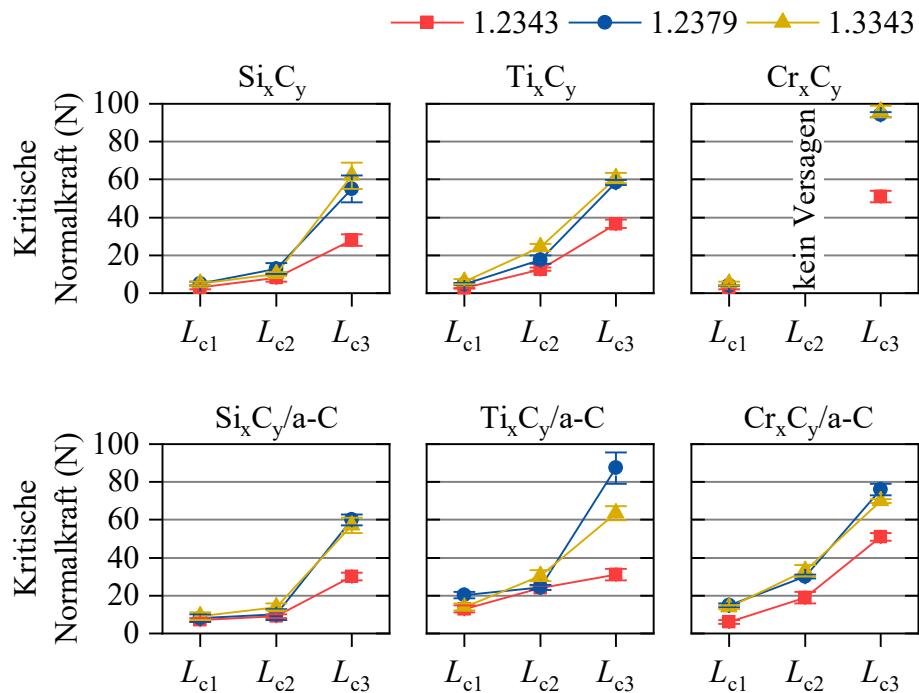 1.2343 1.2379 1.3343
SixCy TixCy CrxCy
Kritische
Normalkraft (N)
100
80
60
40
20
0
kein Versagen
Lc1 Lc2 Lc3 Lc1 Lc2 Lc3 Lc1 Lc2 Lc3
SixCy/a-C TixCy/a-C CrxCy/a-C
Kritische
Normalkraft (N)
100
80
60
40
20
0
Lc1 Lc2 Lc3 Lc1 Lc2 Lc3 Lc1 Lc2 Lc3